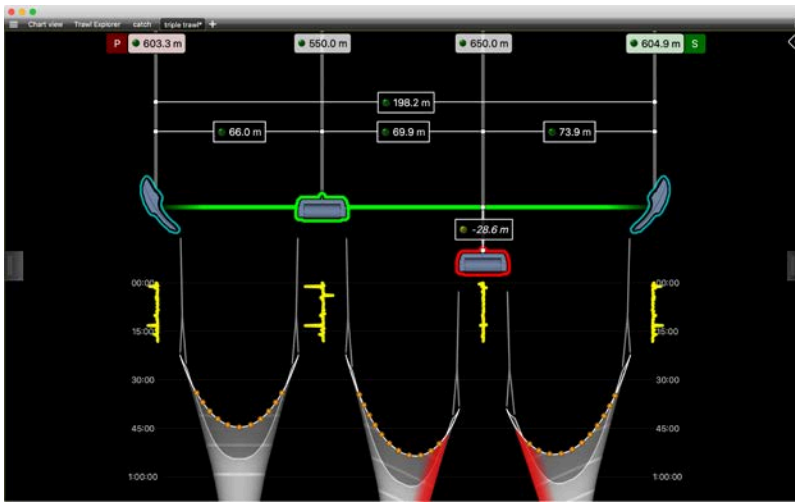 Chart view Trawl Explorer catch triple trawl* +
P 603.3 m 550.0 m 650.0 m 604.9 m S
198.2 m
66.0 m 69.9 m 73.9 m
-28.6 m
00:00 00:00
15:00 15:00
30:00 30:00
45:00 45:00
1:00:00 1:00:00